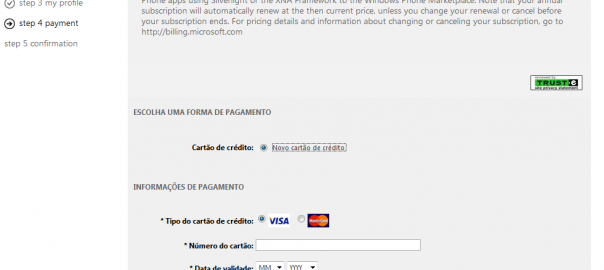 step 3 my profile
step 4 payment
step 5 confirmation
Phone apps using Silverlight or the XNA Framework to the Windows Phone Marketplace. Note that your annual
subscription will automatically renew at the then current price, unless you change your renewal or cancel before
your subscription ends. For pricing details and information about changing or canceling your subscription, go to
http://billing.microsoft.com
reviewed by
TRUSTe
site privacy statement
ESCOLHA UMA FORMA DE PAGAMENTO
Cartão de crédito: Novo cartão de crédito
INFORMAÇÕES DE PAGAMENTO
* Tipo do cartão de crédito: VISA MasterCard
* Número do cartão:
* Data de validade: MM YYYY